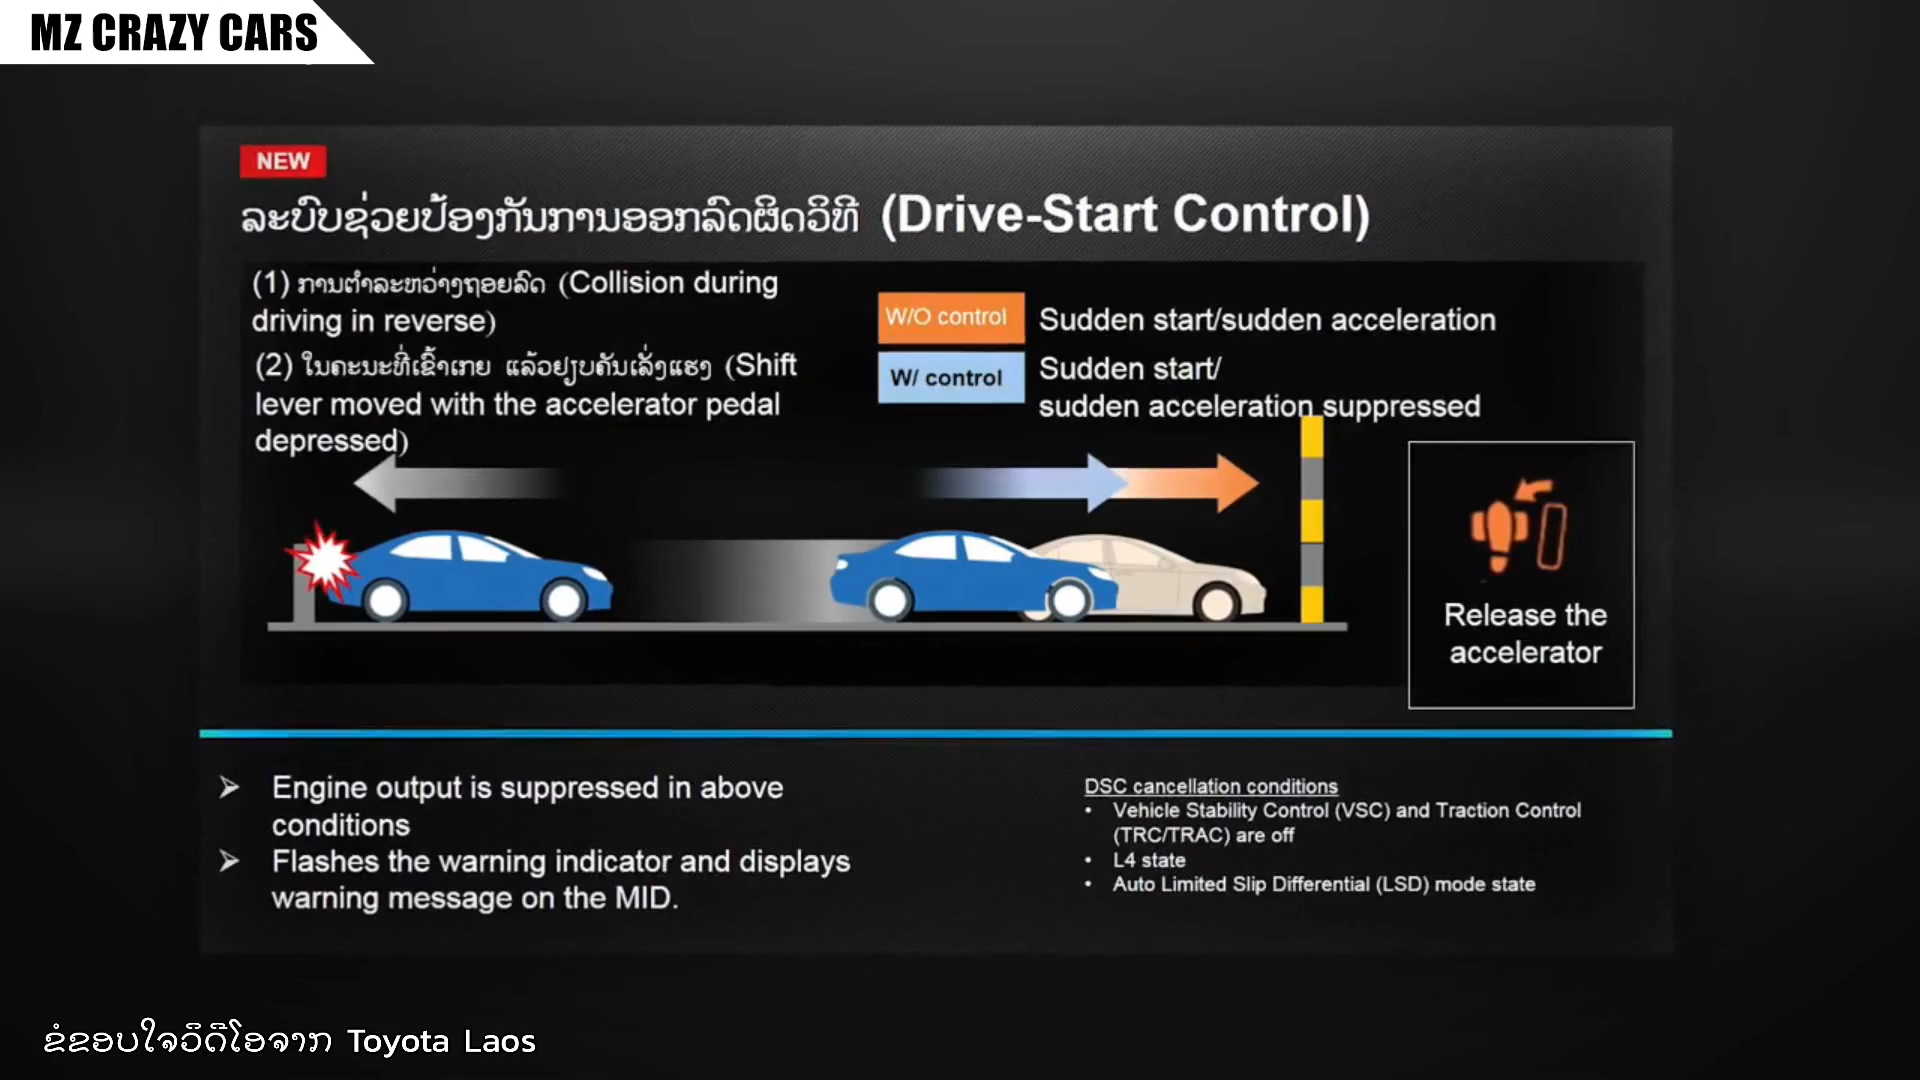 MZ CRAZY CARS
NEW
ລະບົບຊ່ວຍປ້ອງກັນການອອກລົດຜິດວິທີ (Drive-Start Control)
(1) ການຕຳລະຫວ່າງຖອຍລົດ (Collision during
driving in reverse)
(2) ໃນຄະນະທີ່ເຂົ້າເກຍ ແລ້ວຢຽບຄັນເລັ່ງແຮງ (Shift
lever moved with the accelerator pedal
depressed)
W/O control
Sudden start/sudden acceleration
W/ control
Sudden start/
sudden acceleration suppressed
Release the
accelerator
➢ Engine output is suppressed in above
conditions
➢ Flashes the warning indicator and displays
warning message on the MID.
DSC cancellation conditions
• Vehicle Stability Control (VSC) and Traction Control
(TRC/TRAC) are off
• L4 state
• Auto Limited Slip Differential (LSD) mode state
ຂໍຂອບໃຈວິດີໂອຈາກ Toyota Laos